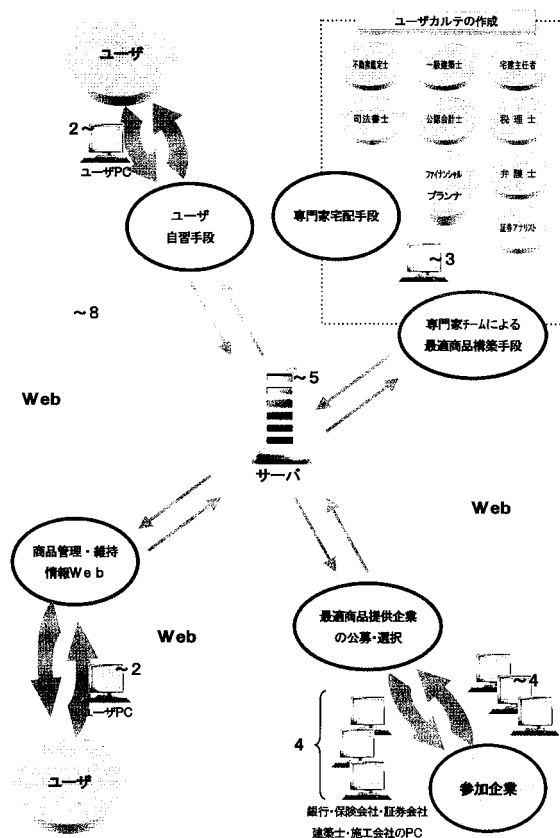 ユーザカルテの作成
ユーザ
不動産鑑定士
一級建築士
宅建主任者
司法書士
公認会計士
税理士
ファイナンシャル
プランナ
弁護士
証券アナリスト
2~
ユーザPC
ユーザ
自習手段
専門家宅配手段
~3
~8
専門家チームによる
最適商品構築手段
~5
Web
サーバ
Web
商品管理・維持
情報Web
最適商品提供企業
の公募・選択
Web
~2
ユーザPC
~4
4
ユーザ
参加企業
銀行・保険会社・証券会社
建築士・施工会社のPC